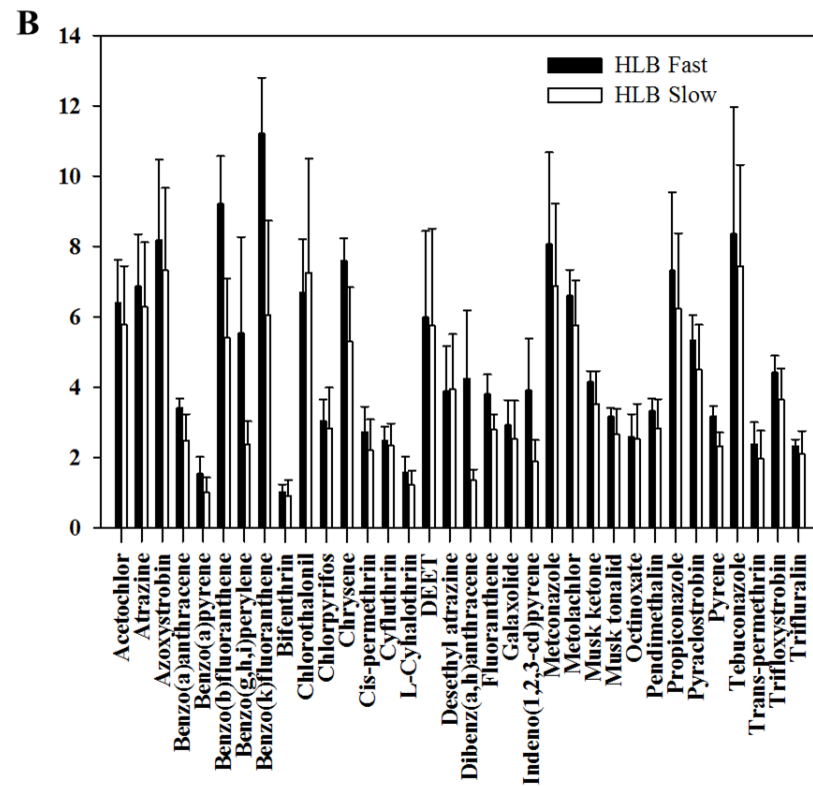 B
14
12
10
8
6
4
2
0
HLB Fast
HLB Slow
Acetochlor
Atrazine
Azoxystrobin
Benzo(a)anthracene
Benzo(a)pyrene
Benzo(b)fluoranthene
Benzo(g,h,i)perylene
Benzo(k)fluoranthene
Bifenthrin
Chlorothalonil
Chlorpyrifos
Chrysene
Cis-permethrin
Cyfluthrin
L-Cyhalothrin
DEET
Desethyl atrazine
Dibenz(a,h)anthracene
Fluoranthene
Galaxolide
Indeno(1,2,3-cd)pyrene
Metconazole
Metolachlor
Musk ketone
Musk tonalid
Octinoxate
Pendimethalin
Propiconazole
Pyraclostrobin
Pyrene
Tebuconazole
Trans-permethrin
Trifloxystrobin
Trifluralin